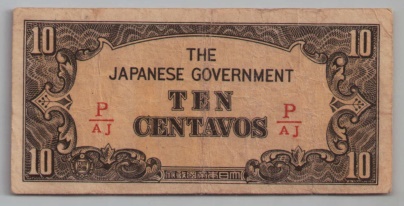 10 10
THE
JAPANESE GOVERNMENT
TEN
P/AJ P/AJ
CENTAVOS
10 10